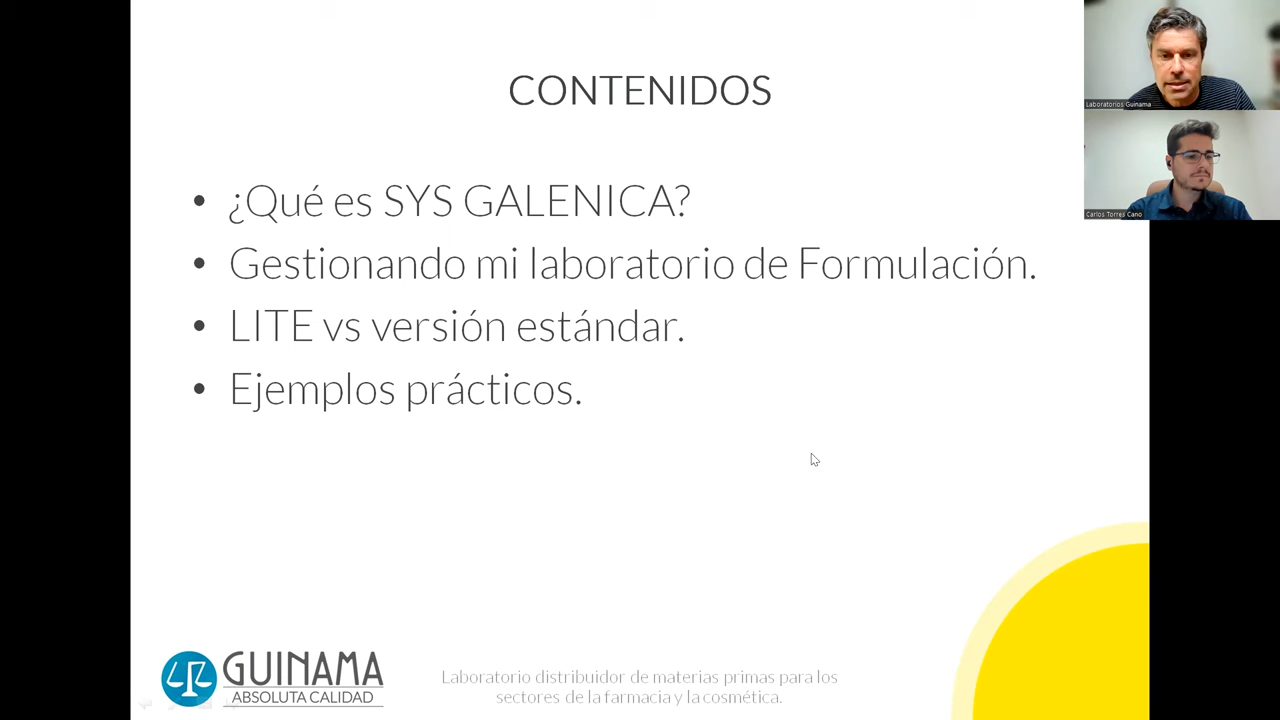 CONTENIDOS
• ¿Qué es SYS GALENICA?
• Gestionando mi laboratorio de Formulación.
• LITE vs versión estándar.
• Ejemplos prácticos.
Laboratorios Guinama
Carlos Torres Cano
GUINAMA
ABSOLUTA CALIDAD
Laboratorio distribuidor de materias primas para los
sectores de la farmacia y la cosmética.